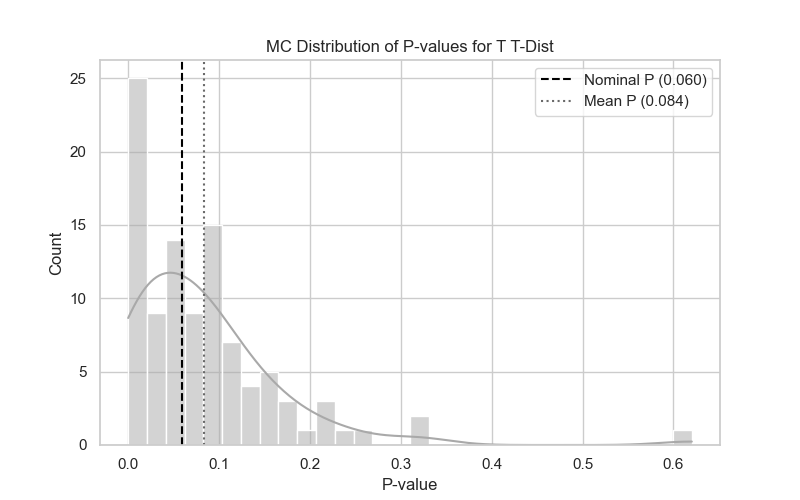 MC Distribution of P-values for T T-Dist
Nominal P (0.060)
Mean P (0.084)
Count
25
20
15
10
5
0
0.0 0.1 0.2 0.3 0.4 0.5 0.6
P-value